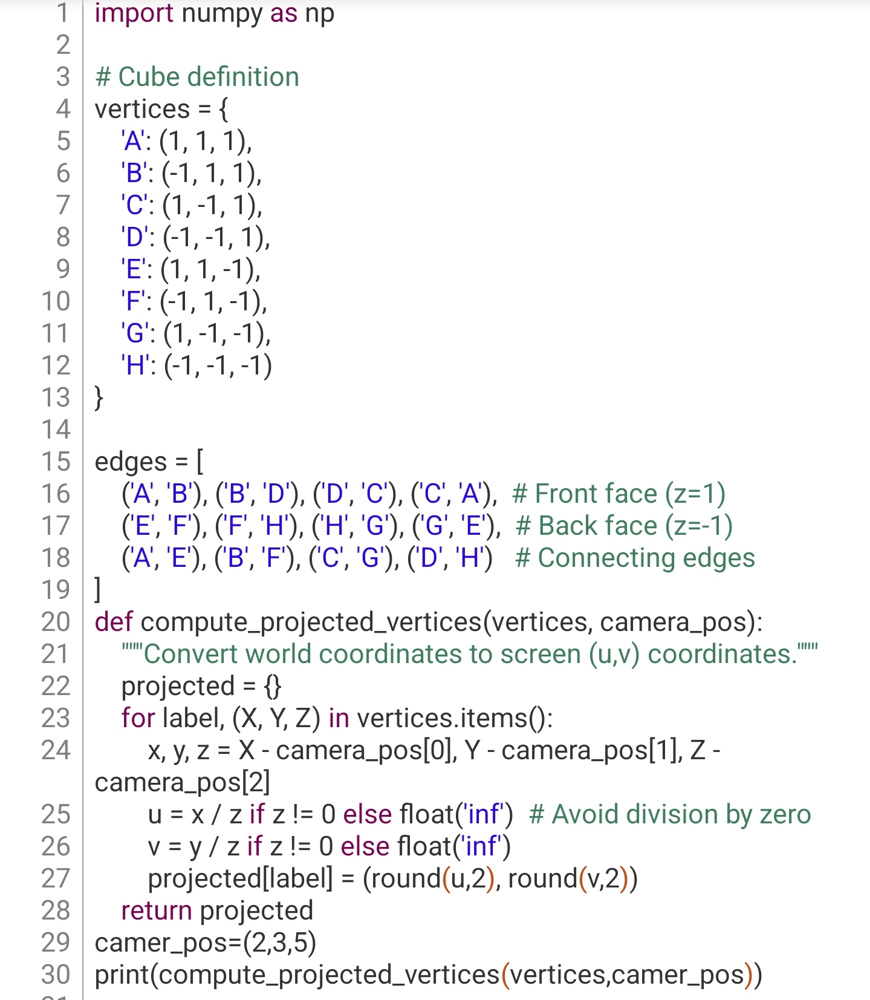 1 import numpy as np
2
3 # Cube definition
4 vertices = {
5 'A': (1, 1, 1),
6 'B': (-1, 1, 1),
7 'C': (1, -1, 1),
8 'D': (-1, -1, 1),
9 'E': (1, 1, -1),
10 'F': (-1, 1, -1),
11 'G': (1, -1, -1),
12 'H': (-1, -1, -1)
13 }
14
15 edges = [
16 ('A', 'B'), ('B', 'D'), ('D', 'C'), ('C', 'A'), # Front face (z=1)
17 ('E', 'F'), ('F', 'H'), ('H', 'G'), ('G', 'E'), # Back face (z=-1)
18 ('A', 'E'), ('B', 'F'), ('C', 'G'), ('D', 'H') # Connecting edges
19 ]
20 def compute_projected_vertices(vertices, camera_pos):
21 """Convert world coordinates to screen (u,v) coordinates."""
22 projected = {}
23 for label, (X, Y, Z) in vertices.items():
24 x, y, z = X - camera_pos[0], Y - camera_pos[1], Z -
camera_pos[2]
25 u = x / z if z != 0 else float('inf') # Avoid division by zero
26 v = y / z if z != 0 else float('inf')
27 projected[label] = (round(u,2), round(v,2))
28 return projected
29 camer_pos=(2,3,5)
30 print(compute_projected_vertices(vertices,camer_pos))